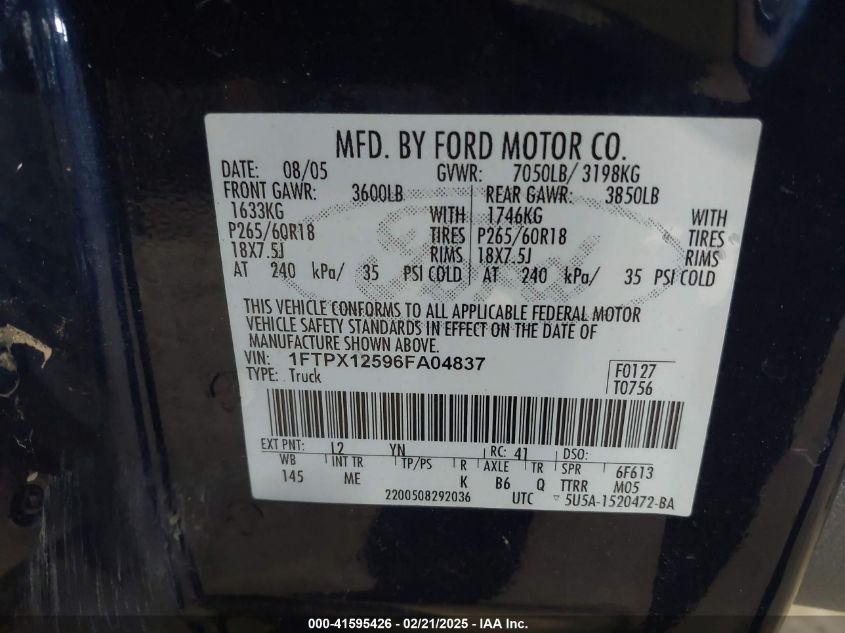 MFD. BY FORD MOTOR CO.
DATE: 08/05 GVWR: 7050LB/ 3198KG
FRONT GAWR: 3600LB REAR GAWR: 3850LB
1633KG WITH 1746KG WITH
P265/60R18 TIRES P265/60R18 TIRES
18X7.5J RIMS 18X7.5J RIMS
AT 240 kPa/ 35 PSI COLD AT 240 kPa/ 35 PSI COLD
THIS VEHICLE CONFORMS TO ALL APPLICABLE FEDERAL MOTOR
VEHICLE SAFETY STANDARDS IN EFFECT ON THE DATE OF
MANUFACTURE SHOWN ABOVE.
VIN: 1FTPX12596FA04837 F0127
TYPE: Truck T0756
EXT PNT: L2 YN RC: 41 DSO:
WB INT TR TP/PS R AXLE TR SPR 6F613
145 ME K B6 Q TTRR M05
2200508292036 UTC ▽ 5U5A-1520472-BA
Ford
000-41595426 - 02/21/2025 - IAA Inc.